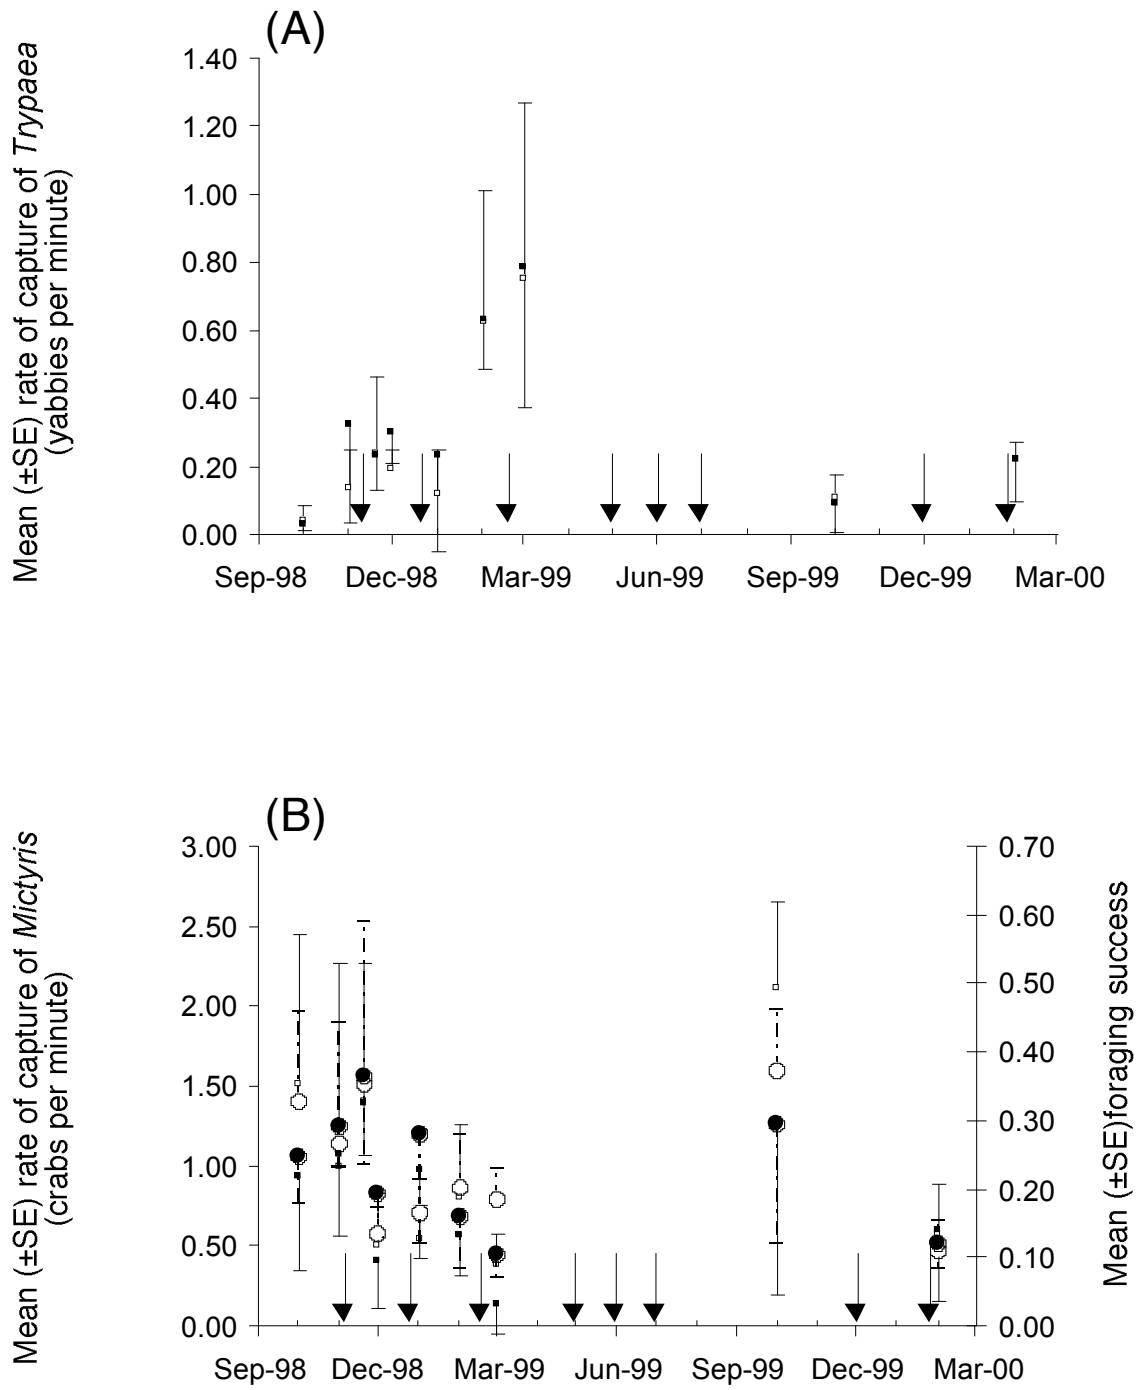 (A)
Mean (±SE) rate of capture of Trypaea
(yabbies per minute)
1.40
1.20
1.00
0.80
0.60
0.40
0.20
0.00
Sep-98 Dec-98 Mar-99 Jun-99 Sep-99 Dec-99 Mar-00
(B)
Mean (±SE) rate of capture of Mictyris
(crabs per minute)
3.00
2.50
2.00
1.50
1.00
0.50
0.00
0.70
0.60
0.50
0.40
0.30
0.20
0.10
0.00
Mean (±SE)foraging success
Sep-98 Dec-98 Mar-99 Jun-99 Sep-99 Dec-99 Mar-00